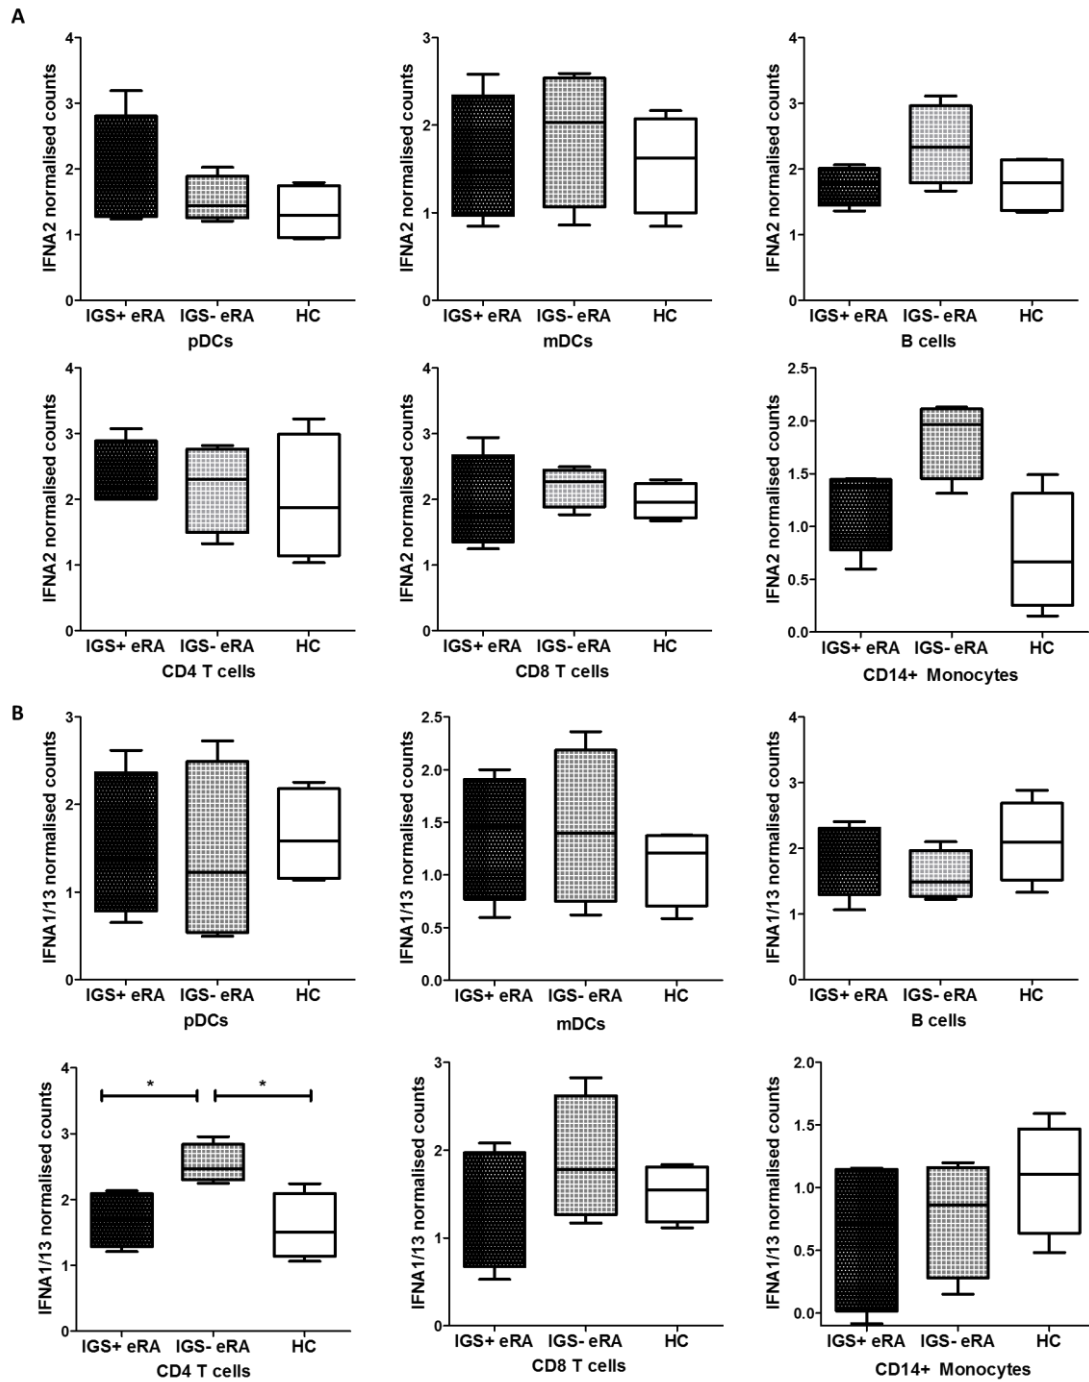 A
IFNA2 normalised counts
4
3
2
1
0
IGS+ eRA IGS- eRA HC
pDCs
IFNA2 normalised counts
3
2
1
0
IGS+ eRA IGS- eRA HC
mDCs
IFNA2 normalised counts
4
3
2
1
0
IGS+ eRA IGS- eRA HC
B cells
IFNA2 normalised counts
4
3
2
1
0
IGS+ eRA IGS- eRA HC
CD4 T cells
IFNA2 normalised counts
4
3
2
1
0
IGS+ eRA IGS- eRA HC
CD8 T cells
IFNA2 normalised counts
2.5
2.0
1.5
1.0
0.5
0.0
IGS+ eRA IGS- eRA HC
CD14+ Monocytes
B
IFNA1/13 normalised counts
3
2
1
0
IGS+ eRA IGS- eRA HC
pDCs
IFNA1/13 normalised counts
2.5
2.0
1.5
1.0
0.5
0.0
IGS+ eRA IGS- eRA HC
mDCs
IFNA1/13 normalised counts
4
3
2
1
0
IGS+ eRA IGS- eRA HC
B cells
IFNA1/13 normalised counts
4
3
2
1
0
* *
IGS+ eRA IGS- eRA HC
CD4 T cells
IFNA1/13 normalised counts
3
2
1
0
IGS+ eRA IGS- eRA HC
CD8 T cells
IFNA1/13 normalised counts
2.0
1.5
1.0
0.5
0.0
IGS+ eRA IGS- eRA HC
CD14+ Monocytes